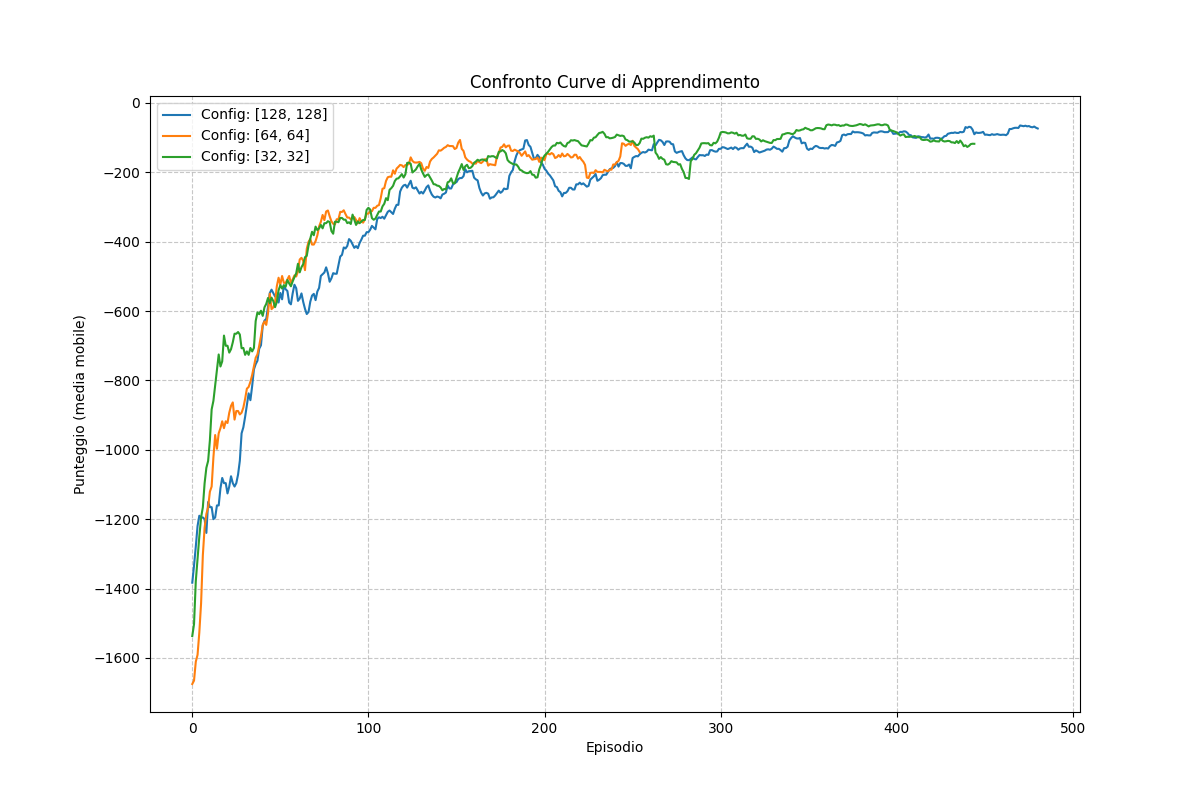 Confronto Curve di Apprendimento
Config: [128, 128]
Config: [64, 64]
Config: [32, 32]
0
−200
−400
−600
−800
−1000
−1200
−1400
−1600
Punteggio (media mobile)
0 100 200 300 400 500
Episodio